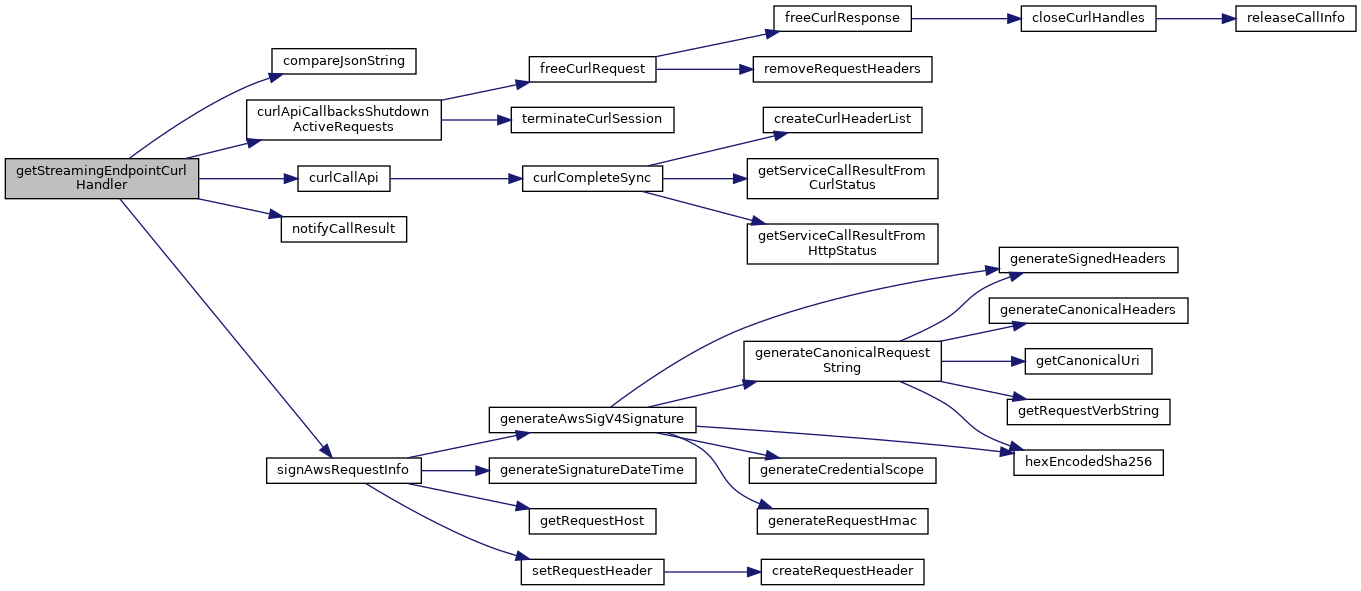 getStreamingEndpointCurl
Handler
compareJsonString
curlApiCallbacksShutdown
ActiveRequests
curlCallApi
notifyCallResult
signAwsRequestInfo
freeCurlRequest
terminateCurlSession
curlCompleteSync
generateAwsSigV4Signature
generateSignatureDateTime
getRequestHost
setRequestHeader
freeCurlResponse
removeRequestHeaders
createCurlHeaderList
getServiceCallResultFrom
CurlStatus
getServiceCallResultFrom
HttpStatus
generateCanonicalRequest
String
generateCredentialScope
generateRequestHmac
createRequestHeader
closeCurlHandles
generateSignedHeaders
generateCanonicalHeaders
getCanonicalUri
getRequestVerbString
hexEncodedSha256
releaseCallInfo